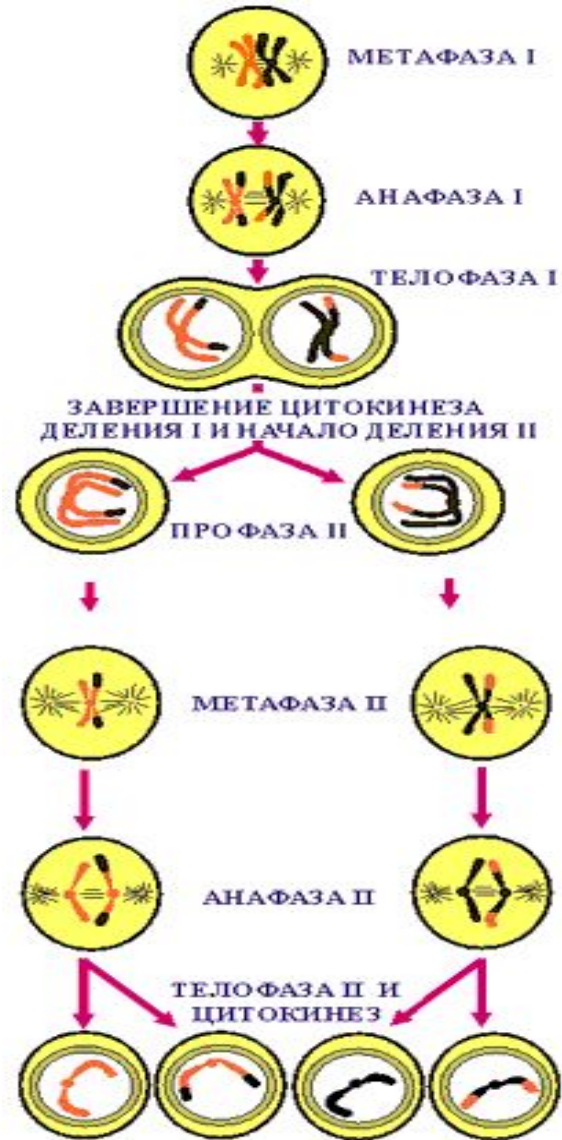 МЕТАФАЗА I
АНАФАЗА I
ТЕЛОФАЗА I
ЗАВЕРШЕНИЕ ЦИТОКИНЕЗА
ДЕЛЕНИЯ I И НАЧАЛО ДЕЛЕНИЯ II
ПРОФАЗА II
МЕТАФАЗА II
АНАФАЗА II
ТЕЛОФАЗА II И
ЦИТОКИНЕЗ